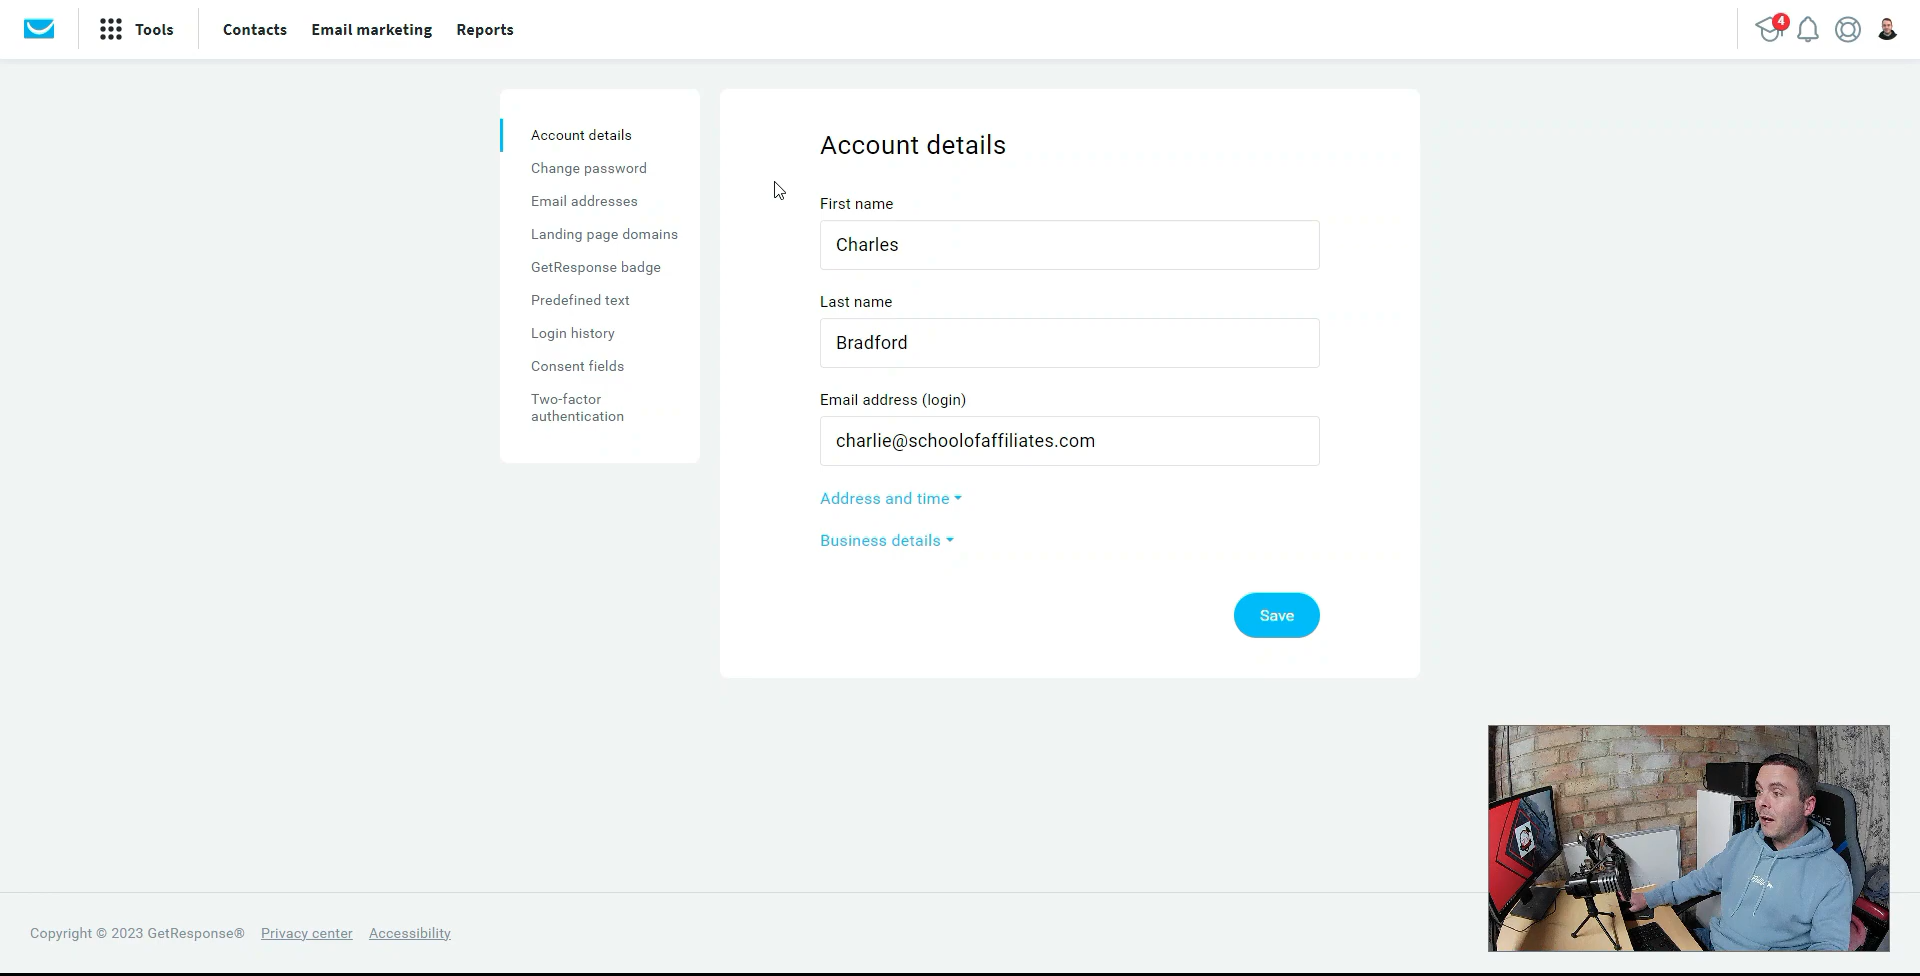 Tools
Contacts
Email marketing
Reports
4
Account details
Change password
Email addresses
Landing page domains
GetResponse badge
Predefined text
Login history
Consent fields
Two-factor
authentication
Account details
First name
Charles
Last name
Bradford
Email address (login)
charlie@schoolofaffiliates.com
Address and time
Business details
Save
Copyright © 2023 GetResponse® Privacy center Accessibility